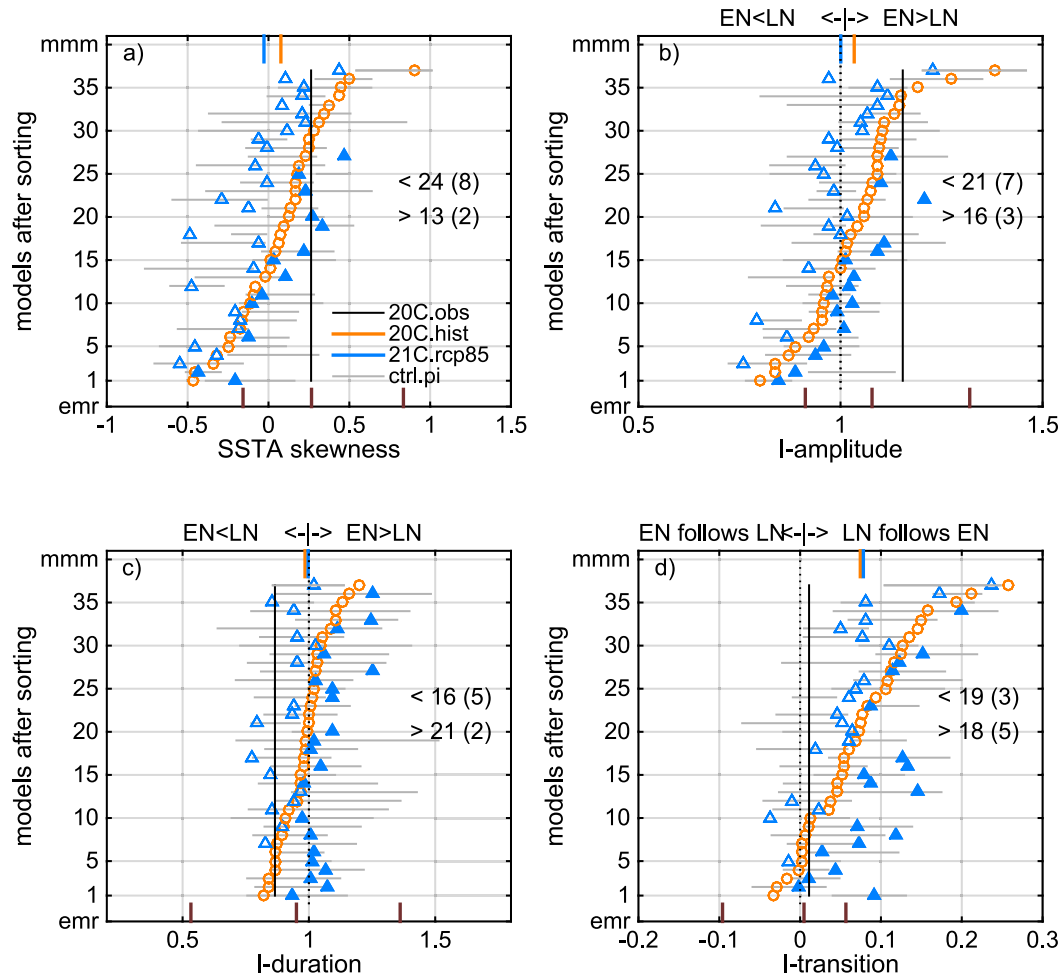 EN<LN <-|-> EN>LN
mmm
35
30
25
20
15
10
5
1
emr
models after sorting
a)
< 24 (8)
> 13 (2)
20C.obs
20C.hist
21C.rcp85
ctrl.pi
-1 -0.5 0 0.5 1 1.5
SSTA skewness
mmm
35
30
25
20
15
10
5
1
emr
models after sorting
b)
< 21 (7)
> 16 (3)
0.5 1 1.5
I-amplitude
EN<LN <-|-> EN>LN
mmm
35
30
25
20
15
10
5
1
emr
models after sorting
c)
< 16 (5)
> 21 (2)
0.5 1 1.5
I-duration
EN follows LN <-|-> LN follows EN
mmm
35
30
25
20
15
10
5
1
emr
models after sorting
d)
< 19 (3)
> 18 (5)
-0.2 -0.1 0 0.1 0.2 0.3
I-transition